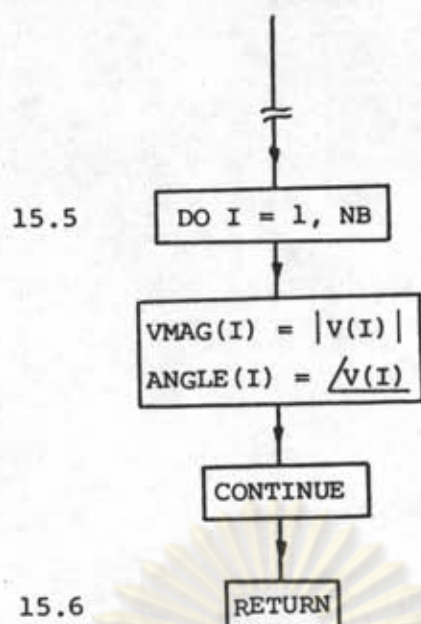 15.5
DO I = 1, NB
VMAG(I) = |V(I)|
ANGLE(I) = /V(I)
CONTINUE
15.6
RETURN